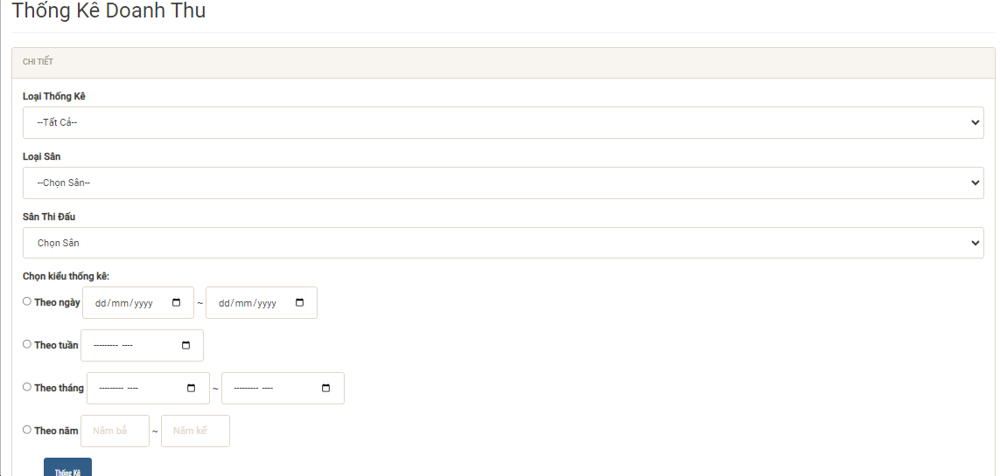 Thống Kê Doanh Thu
CHI TIẾT
Loại Thống Kê
--Tất Cả--
Loại Sân
--Chọn Sân--
Sân Thi Đấu
Chọn Sân
Chọn kiểu thống kê:
Theo ngày dd/mm/yyyy ~ dd/mm/yyyy
Theo tuần --------- ----
Theo tháng --------- ---- ~ --------- ----
Theo năm Năm bắ ~ Năm kế
Thống Kê